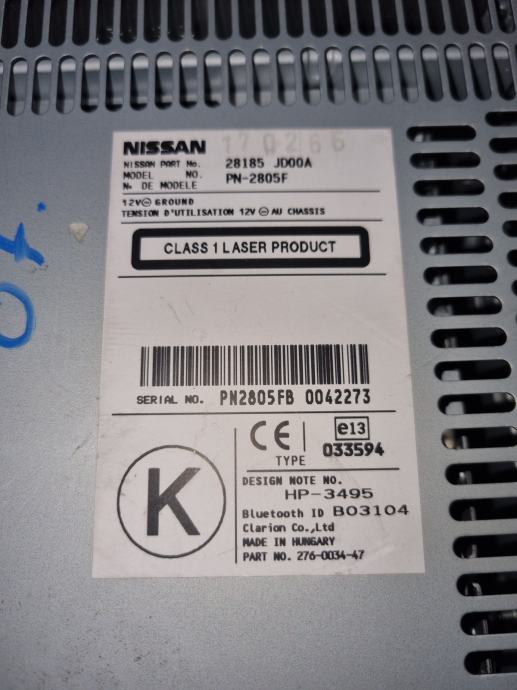 NISSAN 170266
NISSAN PART No. 28185 JD00A
MODEL NO. PN-2805F
N° DE MODELE
12V⊖ GROUND
TENSION D'UTILISATION 12V ⊖ AU CHASSIS
CLASS 1 LASER PRODUCT
SERIAL NO. PN2805FB 0042273
K
CE e13
TYPE 033594
DESIGN NOTE NO.
HP-3495
Bluetooth ID B03104
Clarion Co.,Ltd
MADE IN HUNGARY
PART NO. 276-0034-47